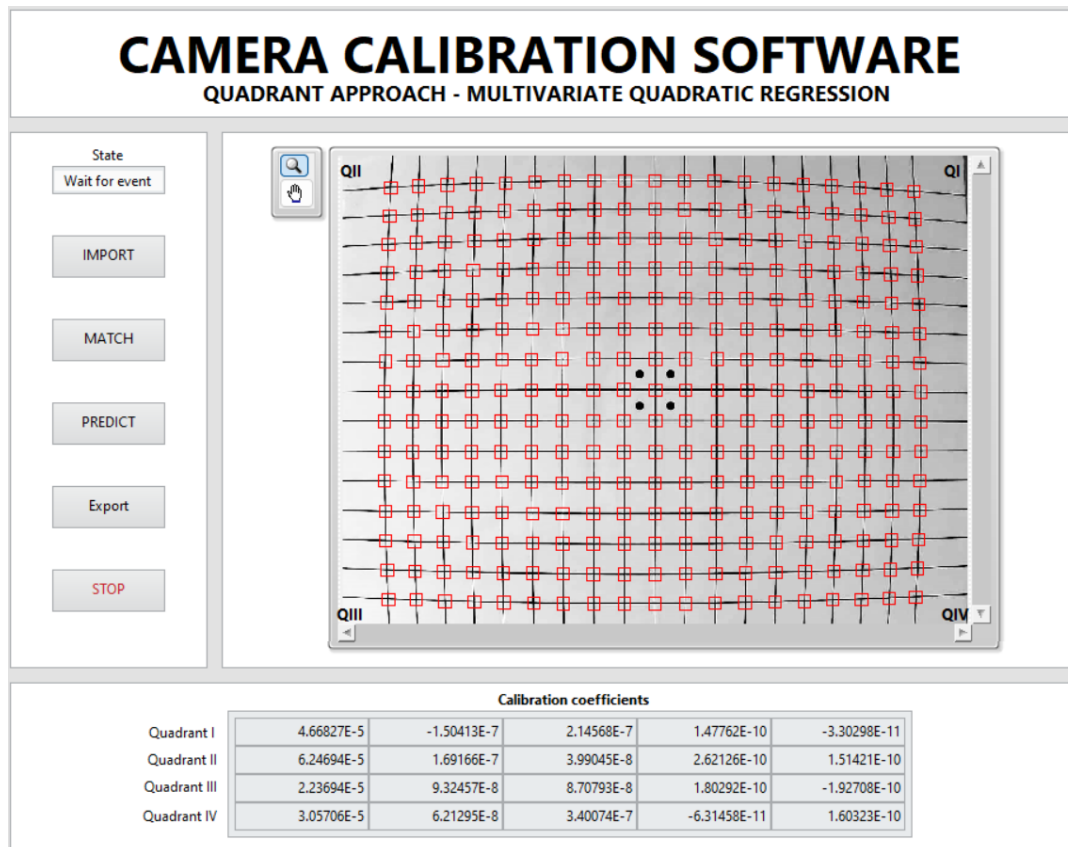 CAMERA CALIBRATION SOFTWARE
QUADRANT APPROACH - MULTIVARIATE QUADRATIC REGRESSION
State
Wait for event
IMPORT
MATCH
PREDICT
Export
STOP
QII
QI
QIII
QIV
Calibration coefficients
Quadrant I 4.66827E-5 -1.50413E-7 2.14568E-7 1.47762E-10 -3.30298E-11
Quadrant II 6.24694E-5 1.69166E-7 3.99045E-8 2.62126E-10 1.51421E-10
Quadrant III 2.23694E-5 9.32457E-8 8.70793E-8 1.80292E-10 -1.92708E-10
Quadrant IV 3.05706E-5 6.21295E-8 3.40074E-7 -6.31458E-11 1.60323E-10